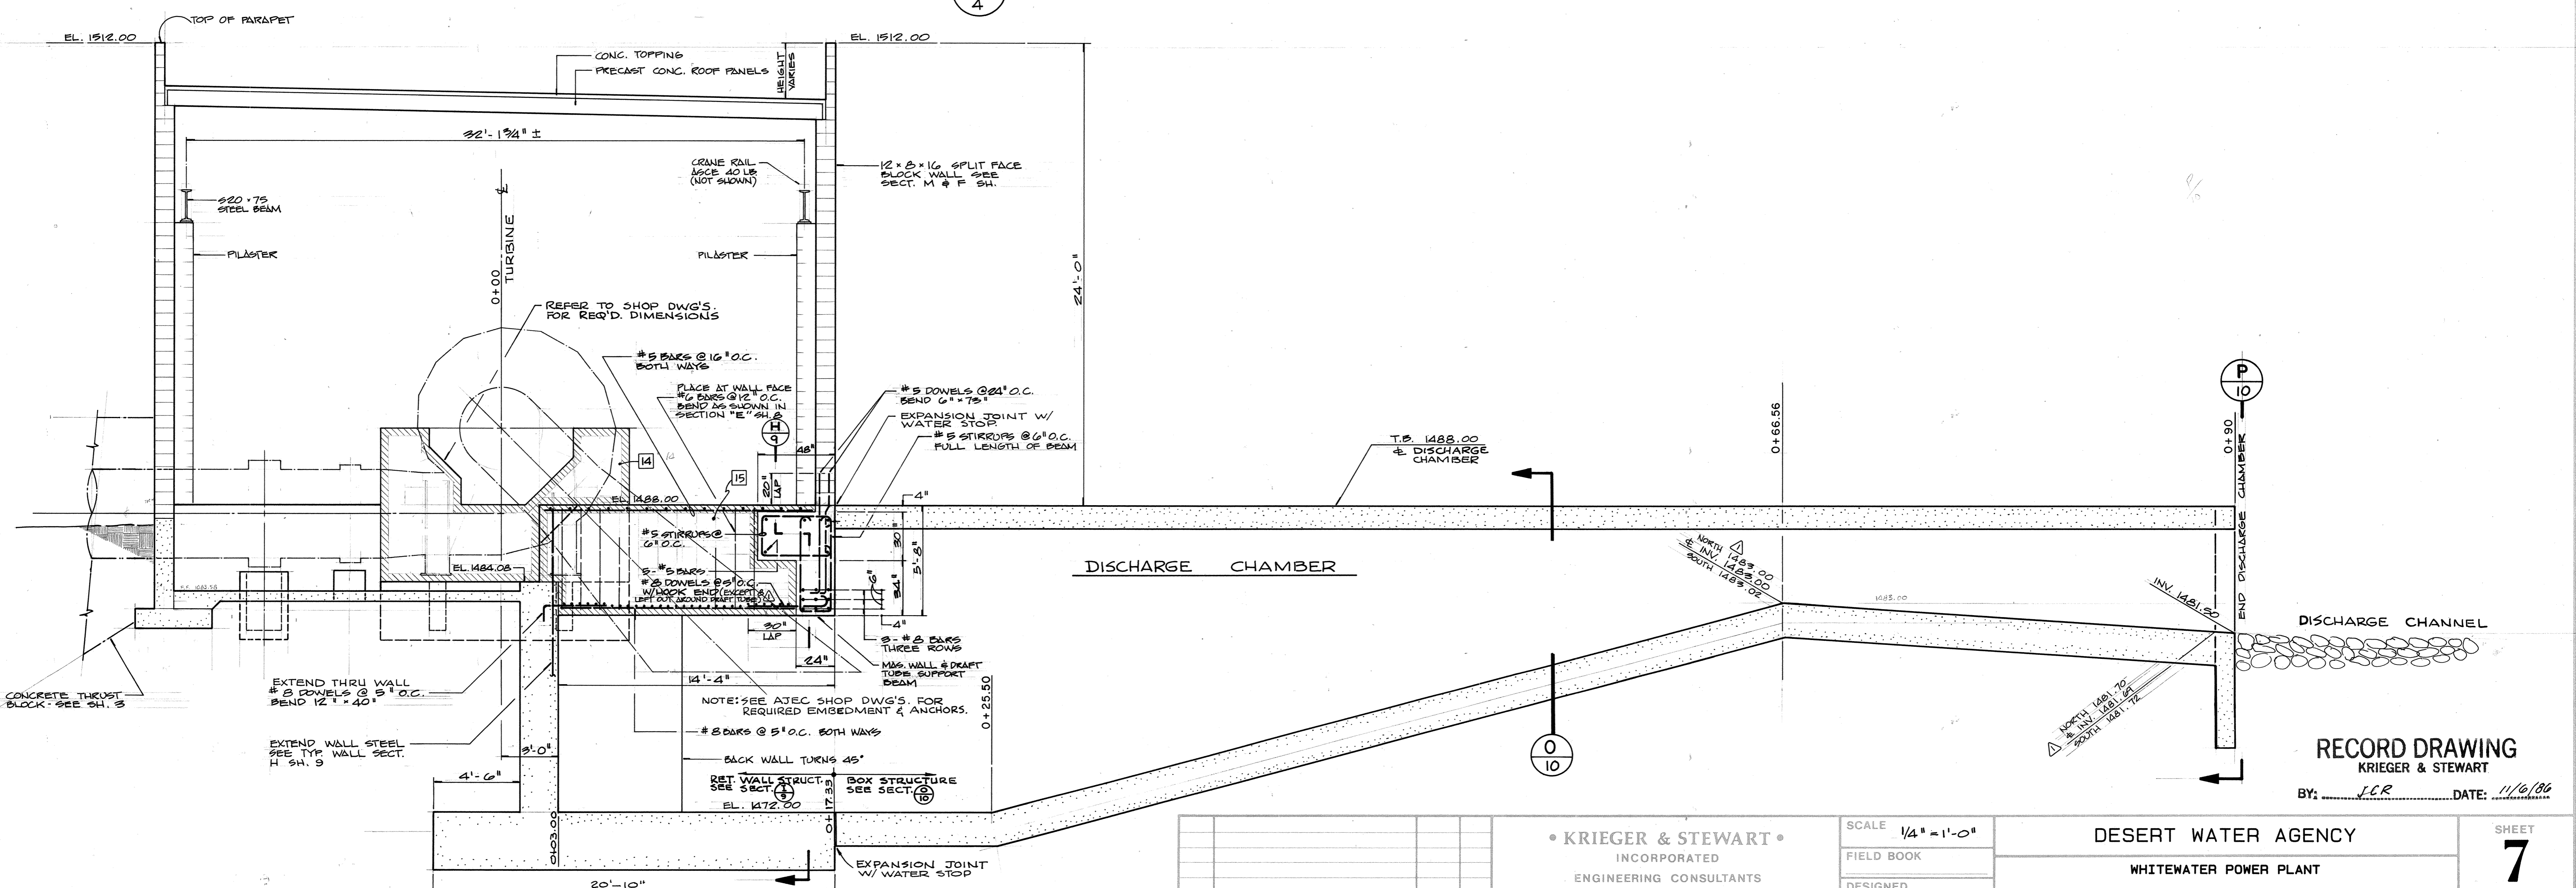 4
TOP OF PARAPET
EL. 1512.00
EL. 1512.00
CONC. TOPPING
PRECAST CONC. ROOF PANELS
HEIGHT
VARIES
32'-1 3/4" ±
CRANE RAIL
ASCE 40 LB
(NOT SHOWN)
12 × 8 × 16 SPLIT FACE
BLOCK WALL SEE
SECT. M & F SH.
S20 × 75
STEEL BEAM
PILASTER
PILASTER
0+00
TURBINE
24'-0"
REFER TO SHOP DWG'S.
FOR REQ'D. DIMENSIONS
#5 BARS @ 16" O.C.
BOTH WAYS
PLACE AT WALL FACE
#6 BARS @ 12" O.C.
BEND AS SHOWN IN
SECTION "E" SH. 8
H
9
#5 DOWELS @ 24" O.C.
BEND 6" × 73"
EXPANSION JOINT W/
WATER STOP
#5 STIRRUPS @ 6" O.C.
FULL LENGTH OF BEAM
48"
14
15
20"
LAP
EL. 1488.00
4"
T.B. 1488.00
℄ DISCHARGE
CHAMBER
0+66.56
P
10
0+90
END DISCHARGE CHAMBER
#5 STIRRUPS @
6" O.C.
30"
5'-8"
34"
6"
4"
5-#5 BARS
#8 DOWELS @ 5" O.C.
W/HOOK END (EXCEPT 8
LEFT OUT AROUND DRAFT TUBE)
EL. 1484.08
DISCHARGE CHAMBER
NORTH 1483.00
℄ INV. 1483.00
SOUTH 1483.02
1
1483.00
INV. 1481.50
DISCHARGE CHANNEL
30"
LAP
24"
3-#8 BARS
THREE ROWS
MAS. WALL & DRAFT
TUBE SUPPORT
BEAM
14'-4"
CONCRETE THRUST
BLOCK - SEE SH. 3
EXTEND THRU WALL
#8 DOWELS @ 5" O.C.
BEND 12" × 40"
NOTE: SEE AJEC SHOP DWG'S. FOR
REQUIRED EMBEDMENT & ANCHORS.
#8 BARS @ 5" O.C. BOTH WAYS
0+25.50
EXTEND WALL STEEL
SEE TYP. WALL SECT.
H SH. 9
3'-0"
4'-6"
BACK WALL TURNS 45°
RET. WALL STRUCT.
SEE SECT.
BOX STRUCTURE
SEE SECT. O
10
EL. 1472.00
0+17.33
0+03.00
O
10
NORTH 1481.70
℄ INV. 1481.69
SOUTH 1481.72
1
RECORD DRAWING
KRIEGER & STEWART
BY: JCR DATE: 11/6/86
EXPANSION JOINT
W/ WATER STOP
20'-10"
• KRIEGER & STEWART •
INCORPORATED
ENGINEERING CONSULTANTS
SCALE 1/4" = 1'-0"
FIELD BOOK
DESIGNED
DESERT WATER AGENCY
WHITEWATER POWER PLANT
SHEET
7